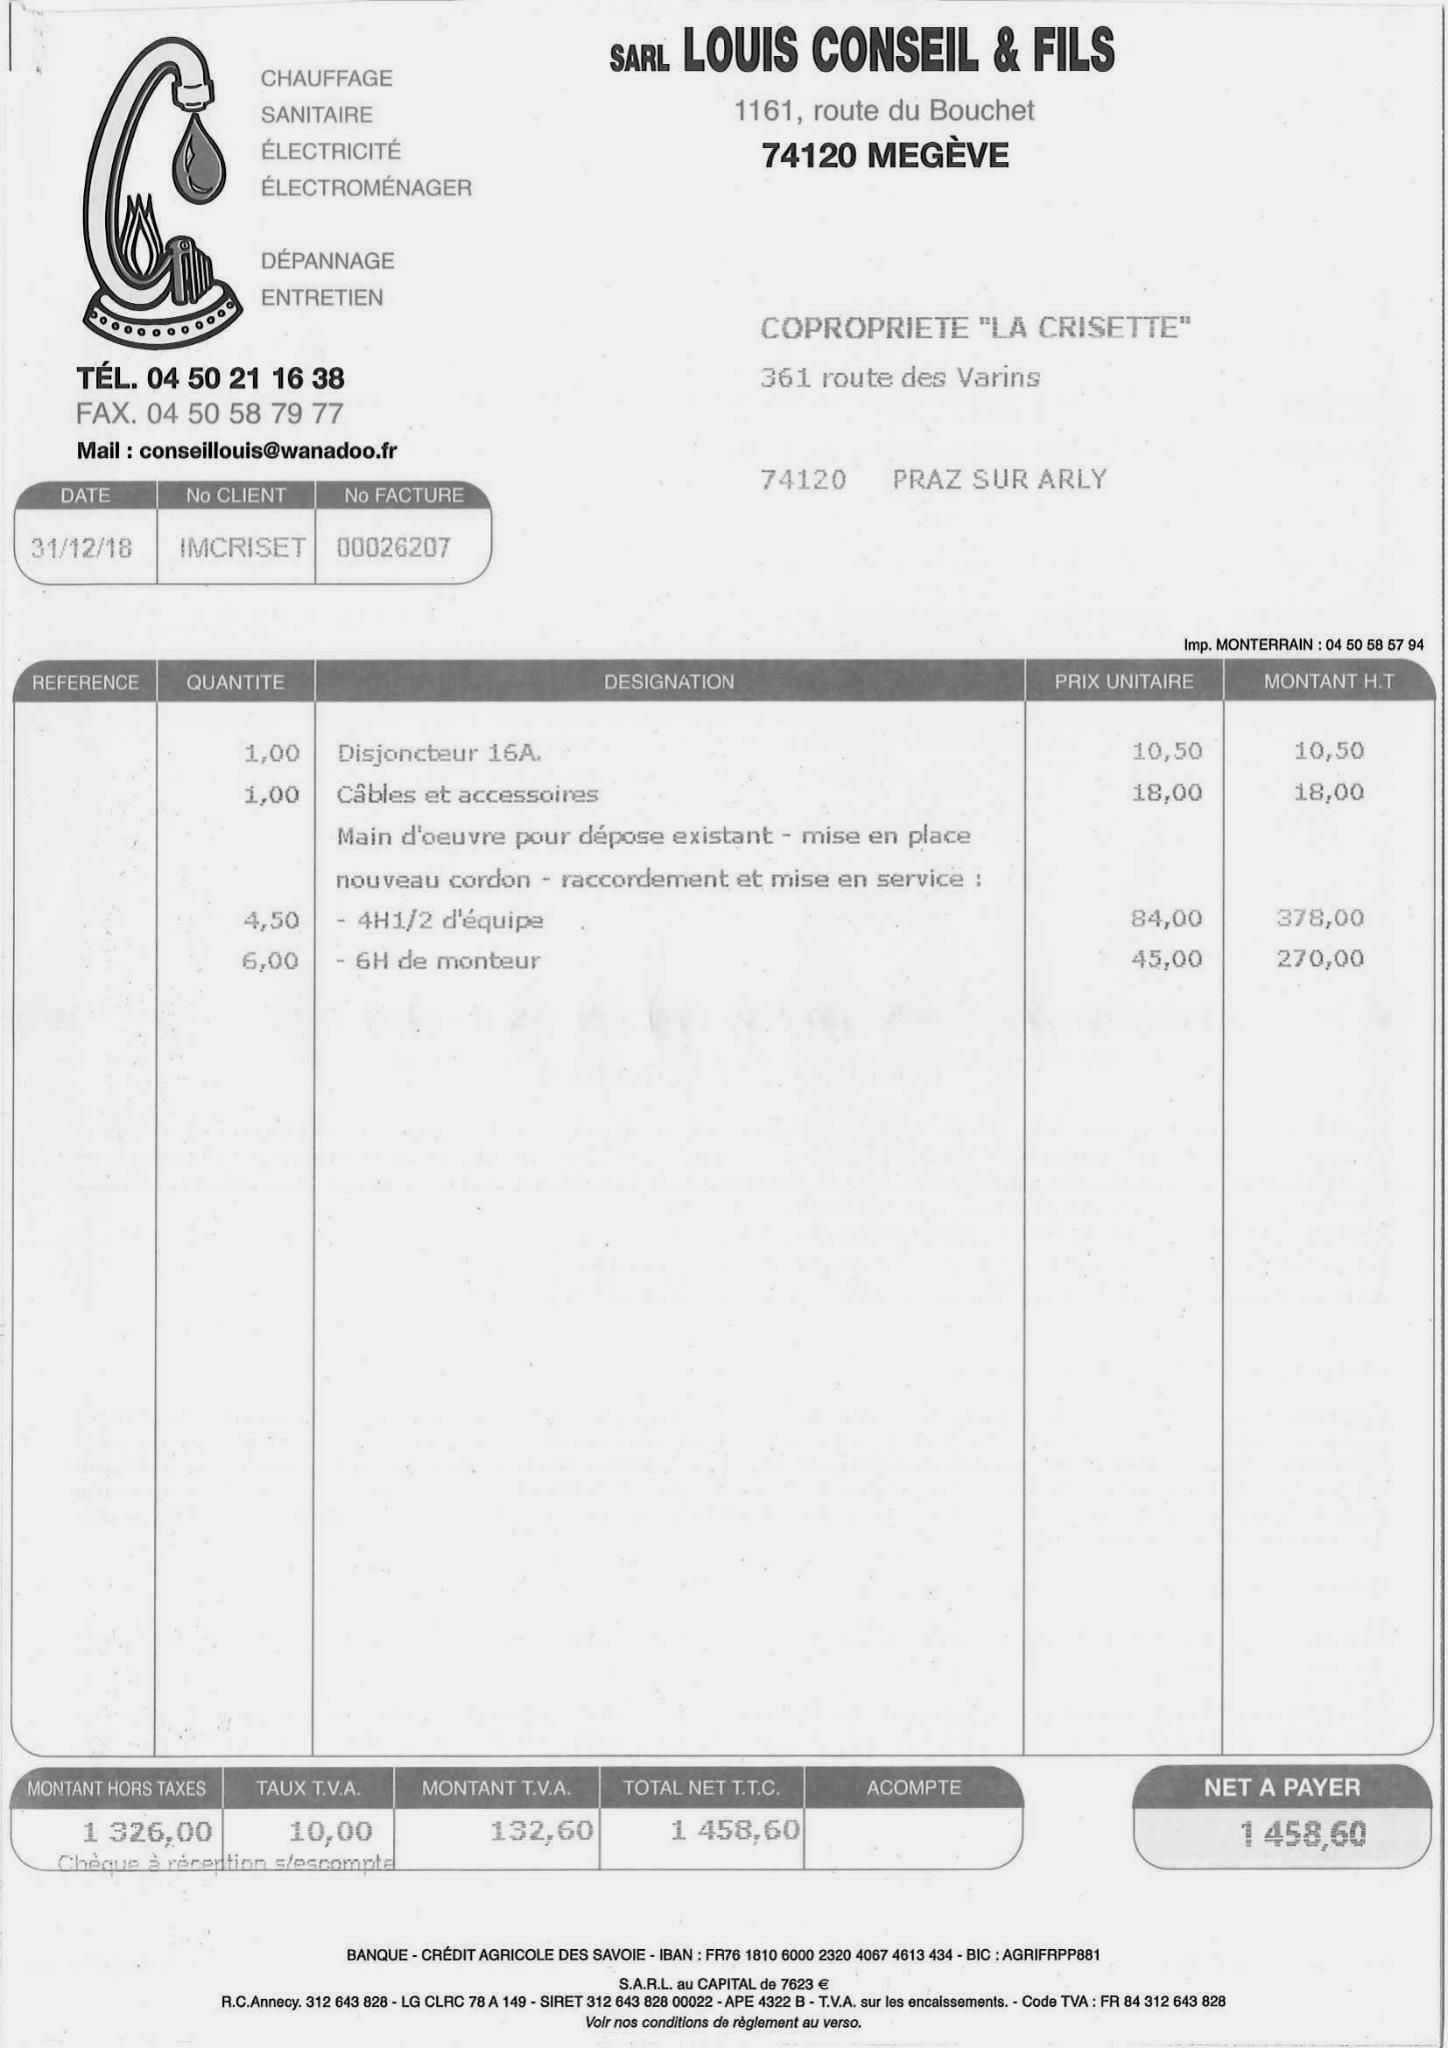 SARL LOUIS CONSEIL & FILS
1161, route du Bouchet
74120 MEGÈVE
CHAUFFAGE
SANITAIRE
ÉLECTRICITÉ
ÉLECTROMÉNAGER
DÉPANNAGE
ENTRETIEN
TÉL. 04 50 21 16 38
FAX. 04 50 58 79 77
Mail : conseillouis@wanadoo.fr
COPROPRIETE "LA CRISETTE"
361 route des Varins
74120 PRAZ SUR ARLY
DATE No CLIENT No FACTURE
31/12/18 IMCRISET 00026207
Imp. MONTERRAIN : 04 50 58 57 94
REFERENCE QUANTITE DESIGNATION PRIX UNITAIRE MONTANT H.T
1,00 Disjoncteur 16A. 10,50 10,50
1,00 Câbles et accessoires 18,00 18,00
Main d'oeuvre pour dépose existant - mise en place
nouveau cordon - raccordement et mise en service :
4,50 - 4H1/2 d'équipe 84,00 378,00
6,00 - 6H de monteur 45,00 270,00
MONTANT HORS TAXES TAUX T.V.A. MONTANT T.V.A. TOTAL NET T.T.C. ACOMPTE NET A PAYER
1 326,00 10,00 132,60 1 458,60 1 458,60
Chèque à réception s/escompte
BANQUE - CRÉDIT AGRICOLE DES SAVOIE - IBAN : FR76 1810 6000 2320 4067 4613 434 - BIC : AGRIFRPP881
S.A.R.L. au CAPITAL de 7623 €
R.C.Annecy. 312 643 828 - LG CLRC 78 A 149 - SIRET 312 643 828 00022 - APE 4322 B - T.V.A. sur les encaissements. - Code TVA : FR 84 312 643 828
Voir nos conditions de règlement au verso.